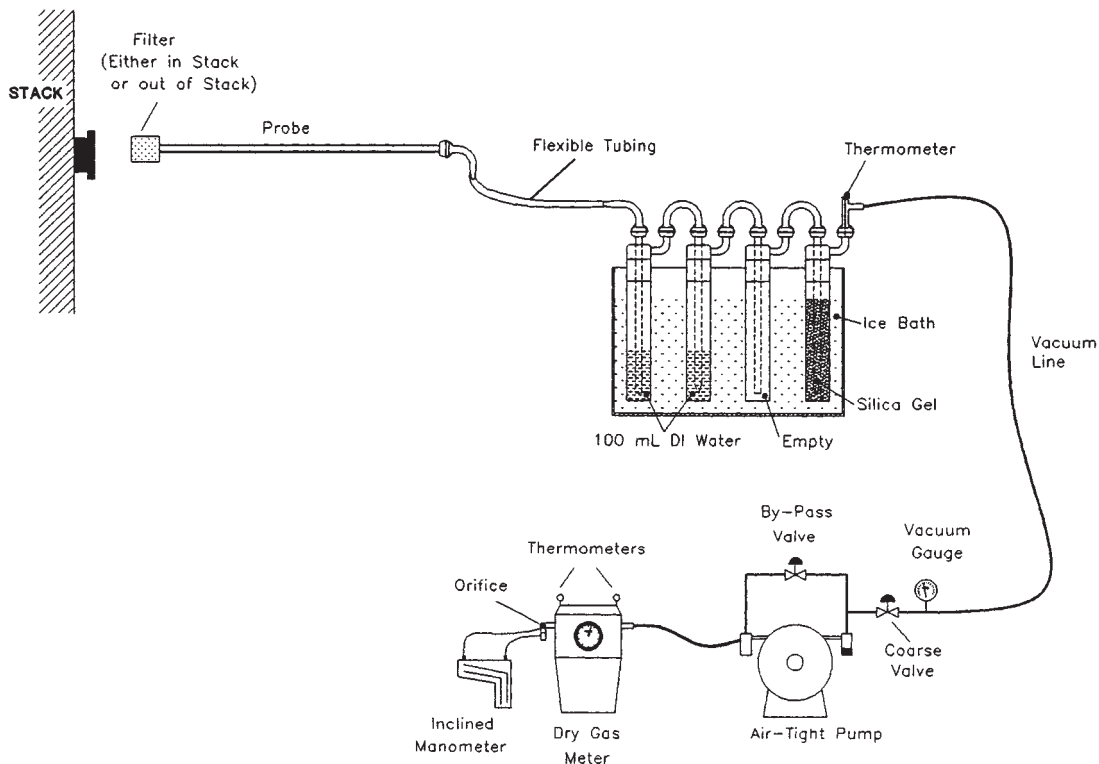 Filter
(Either in Stack
or out of Stack)
STACK
Probe
Flexible Tubing
Thermometer
Ice Bath
Vacuum
Line
Silica Gel
100 mL DI Water
Empty
By-Pass
Valve
Vacuum
Gauge
Thermometers
Orifice
Coarse
Valve
Inclined
Manometer
Dry Gas
Meter
Air-Tight Pump